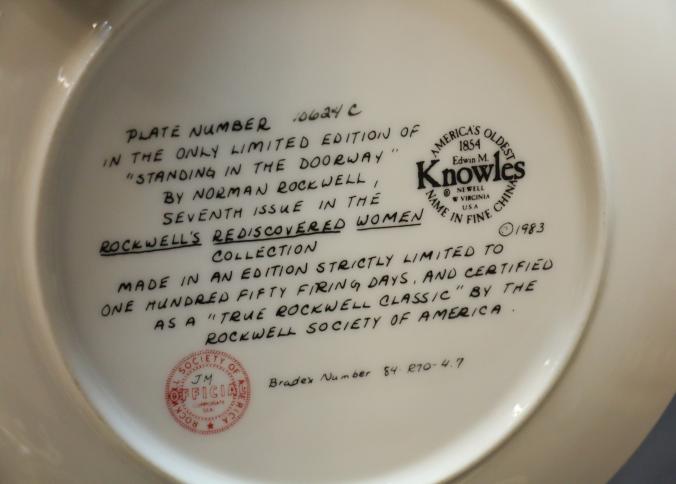 PLATE NUMBER 10624 C
IN THE ONLY LIMITED EDITION OF
"STANDING IN THE DOORWAY"
BY NORMAN ROCKWELL,
SEVENTH ISSUE IN THE
ROCKWELL'S REDISCOVERED WOMEN
COLLECTION
MADE IN AN EDITION STRICTLY LIMITED TO
ONE HUNDRED FIFTY FIRING DAYS, AND CERTIFIED
AS A "TRUE ROCKWELL CLASSIC" BY THE
ROCKWELL SOCIETY OF AMERICA.
AMERICA'S OLDEST
1854
Edwin M.
Knowles
® NEWELL
W VIRGINIA
USA
NAME IN FINE CHINA
© 1983
ROCKWELL SOCIETY OF AMERICA
JM
OFFICIAL
SEAL
Bradex Number 84-R70-4.7